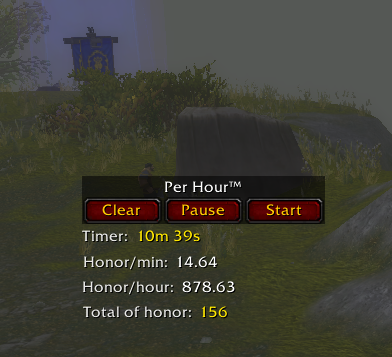 Per Hour™
Clear Pause Start
Timer: 10m 39s
Honor/min: 14.64
Honor/hour: 878.63
Total of honor: 156